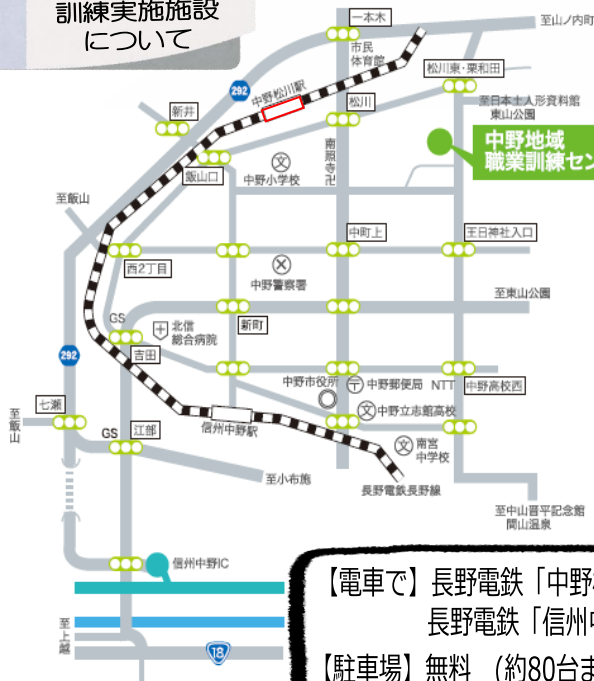 訓練実施施設
について
一本木
至山ノ内町
市民
体育館
松川東・栗和田
292
中野松川駅
松川
新井
至日本土人形資料館
東山公園
中野地域
職業訓練セン
飯山口
中野小学校
南照寺卍
至飯山
中町上
王日神社入口
西2丁目
中野警察署
至東山公園
GS
北信
総合病院
新町
292
吉田
中野市役所
中野郵便局
NTT
中野高校西
七瀬
至飯山
GS
江部
信州中野駅
中野立志館高校
南宮
中学校
至小布施
長野電鉄長野線
至中山晋平記念館
間山温泉
信州中野IC
至上越
18
【電車で】長野電鉄「中野
長野電鉄「信州
【駐車場】無料 (約80台ま